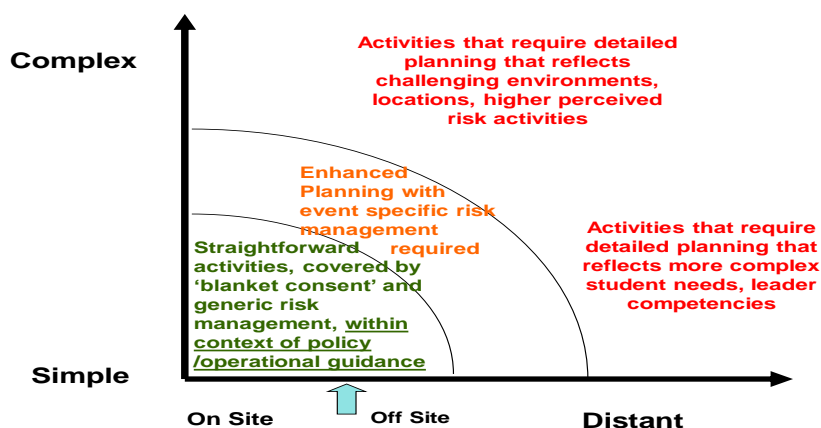 Complex
Activities that require detailed
planning that reflects
challenging environments,
locations, higher perceived
risk activities
Enhanced
Planning with
event specific risk
management
required
Straightforward
activities, covered by
‘blanket consent’ and
generic risk
management, within
context of policy
/operational guidance
Activities that require
detailed planning that
reflects more complex
student needs, leader
competencies
Simple
On Site
Off Site
Distant